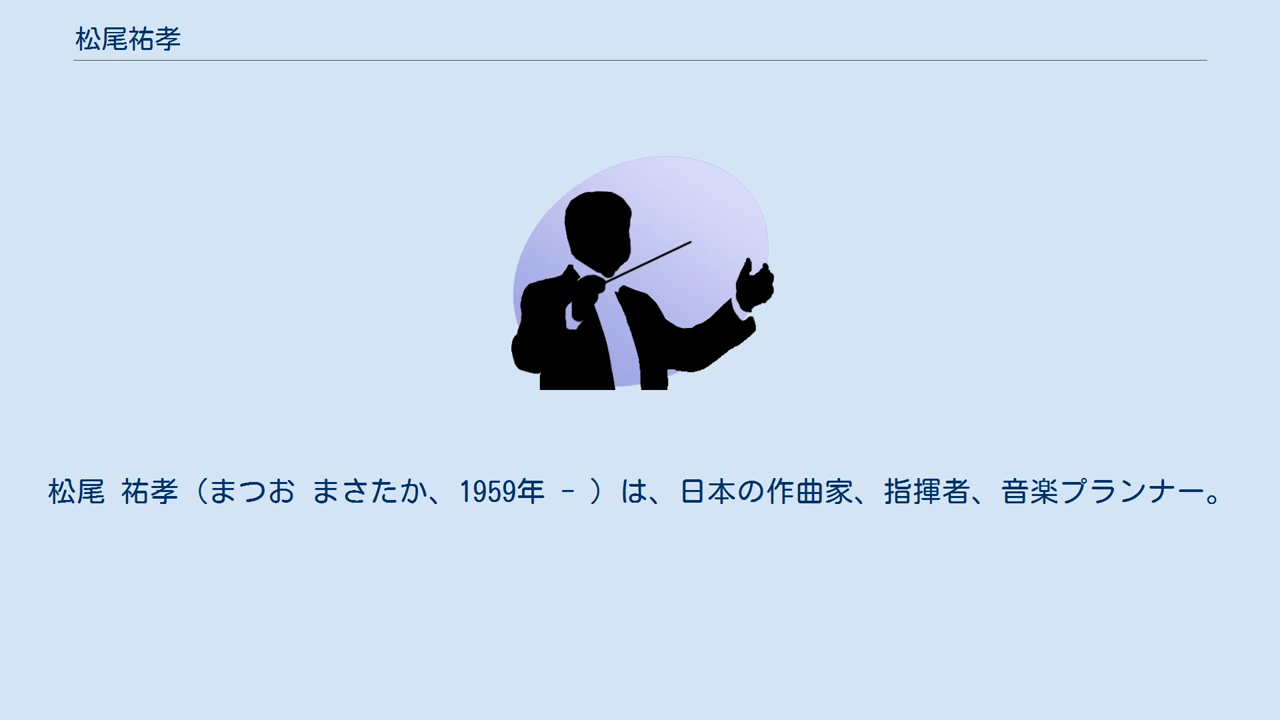 松尾祐孝
松尾 祐孝（まつお まさたか、1959年 - ）は、日本の作曲家、指揮者、音楽プランナー。